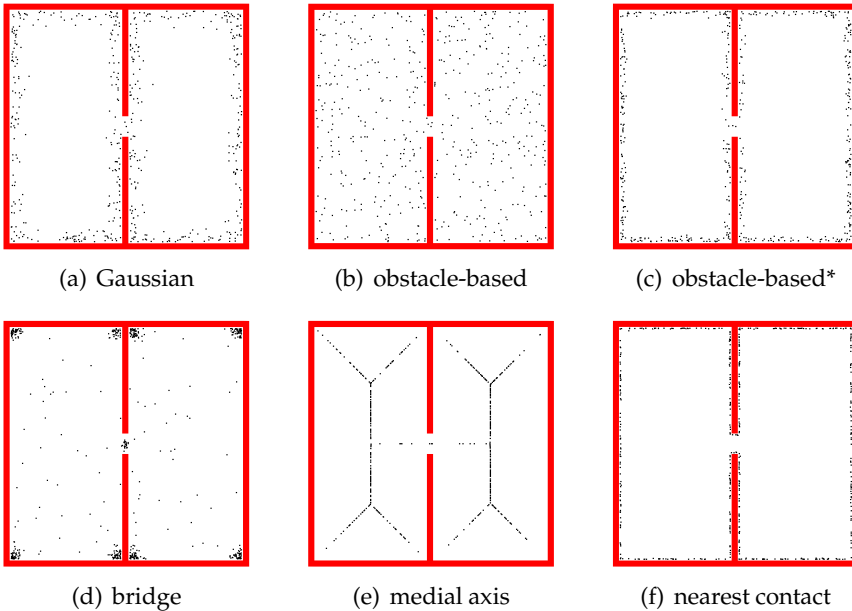 (a) Gaussian
(b) obstacle-based
(c) obstacle-based*
(d) bridge
(e) medial axis
(f) nearest contact